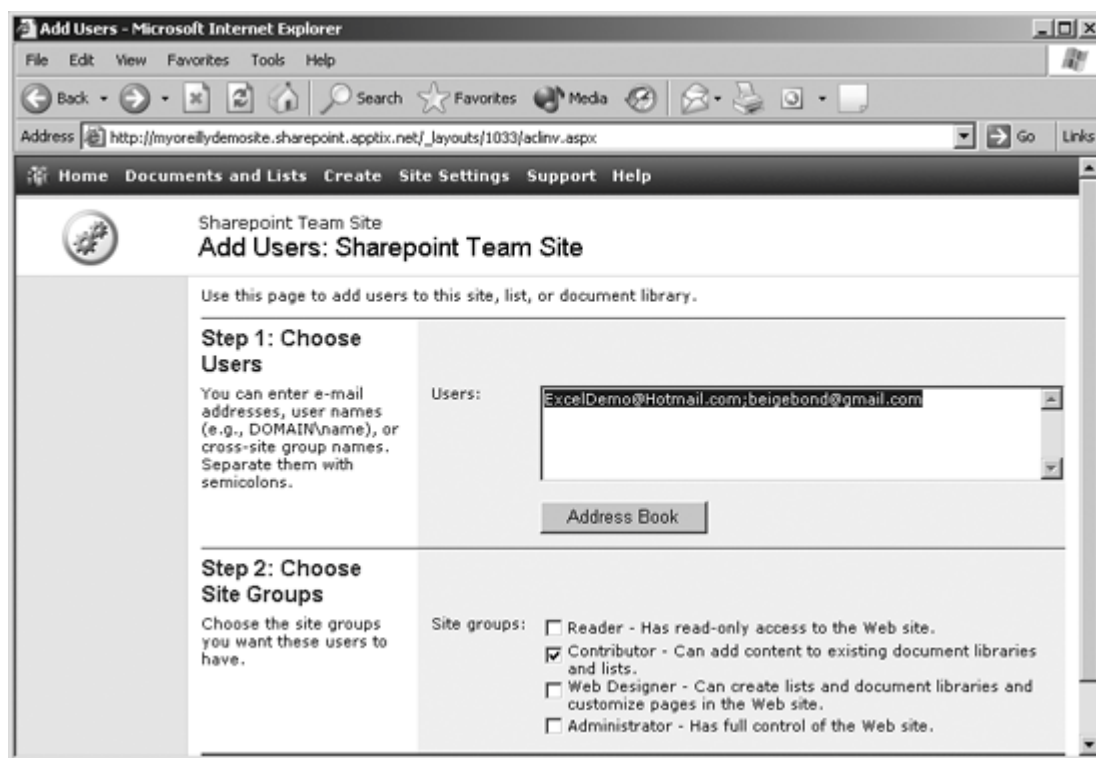 Add Users - Microsoft Internet Explorer
File Edit View Favorites Tools Help
Back Search Favorites Media
Address http://myoreillydemosite.sharepoint.apptix.net/_layouts/1033/aclinv.aspx Go Links
Home Documents and Lists Create Site Settings Support Help
Sharepoint Team Site
Add Users: Sharepoint Team Site
Use this page to add users to this site, list, or document library.
Step 1: Choose
Users
You can enter e-mail
addresses, user names
(e.g., DOMAIN\name), or
cross-site group names.
Separate them with
semicolons.
Users:
ExcelDemo@Hotmail.com;beigebond@gmail.com
Address Book
Step 2: Choose
Site Groups
Choose the site groups
you want these users to
have.
Site groups:
Reader - Has read-only access to the Web site.
Contributor - Can add content to existing document libraries
and lists.
Web Designer - Can create lists and document libraries and
customize pages in the Web site.
Administrator - Has full control of the Web site.